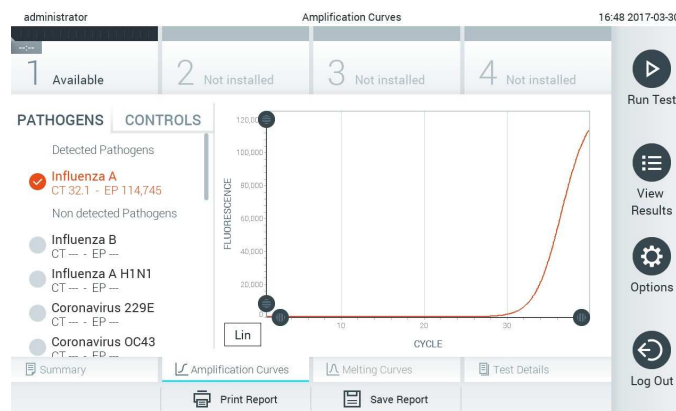 administrator
Amplification Curves
16:48 2017-03-30
--:--
1 Available
2 Not installed
3 Not installed
4 Not installed
Run Test
View
Results
Options
Log Out
PATHOGENS CONTROLS
Detected Pathogens
Influenza A
CT 32.1 - EP 114,745
Non detected Pathogens
Influenza B
CT --- - EP ---
Influenza A H1N1
CT --- - EP ---
Coronavirus 229E
CT --- - EP ---
Coronavirus OC43
CT --- - EP ---
FLUORESCENCE
100,000
80,000
60,000
40,000
20,000
0
10
20
30
CYCLE
Lin
Summary
Amplification Curves
Melting Curves
Test Details
Print Report
Save Report